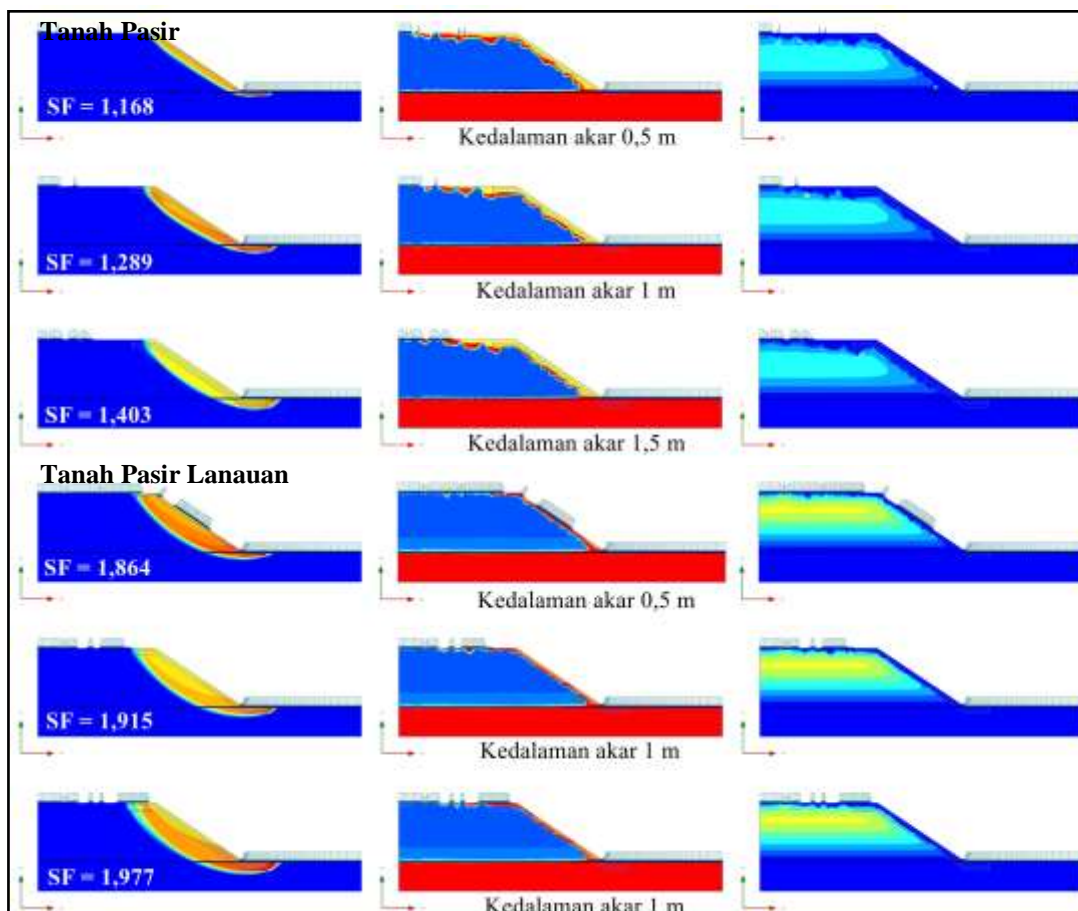 Tanah Pasir
SF = 1,168
Kedalaman akar 0,5 m
SF = 1,289
Kedalaman akar 1 m
SF = 1,403
Kedalaman akar 1,5 m
Tanah Pasir Lanauan
SF = 1,864
Kedalaman akar 0,5 m
SF = 1,915
Kedalaman akar 1 m
SF = 1,977
Kedalaman akar 1 m